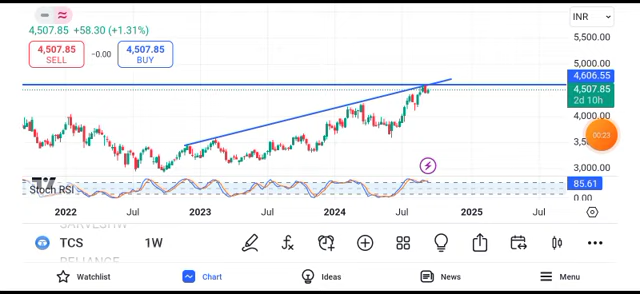 4,507.85 +58.30 (+1.31%)
INR
4,507.85
SELL
−0.00
4,507.85
BUY
5,500.00
5,000.00
4,606.55
4,507.85
2d 10h
4,000.00
00:23
3,000.00
Stoch RSI
85.61
0.00
2022
Jul
2023
Jul
2024
Jul
2025
Jul
SARVESHW
TCS
1W
RELIANCE
Watchlist
Chart
Ideas
News
Menu